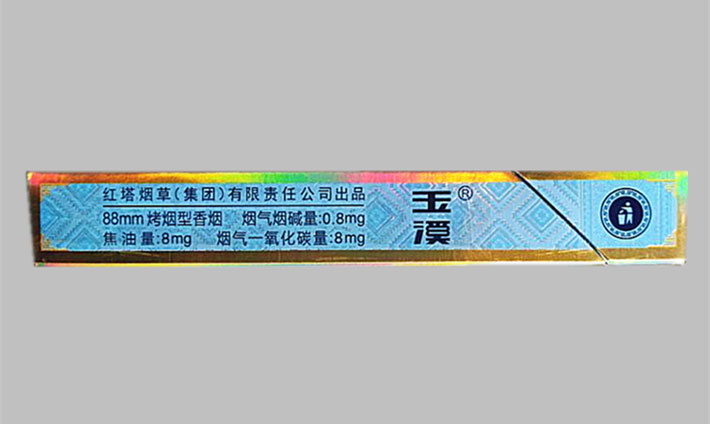 红塔烟草(集团)有限责任公司出品
88mm 烤烟型香烟 烟气烟碱量:0.8mg
焦油量:8mg 烟气一氧化碳量:8mg
玉溪®